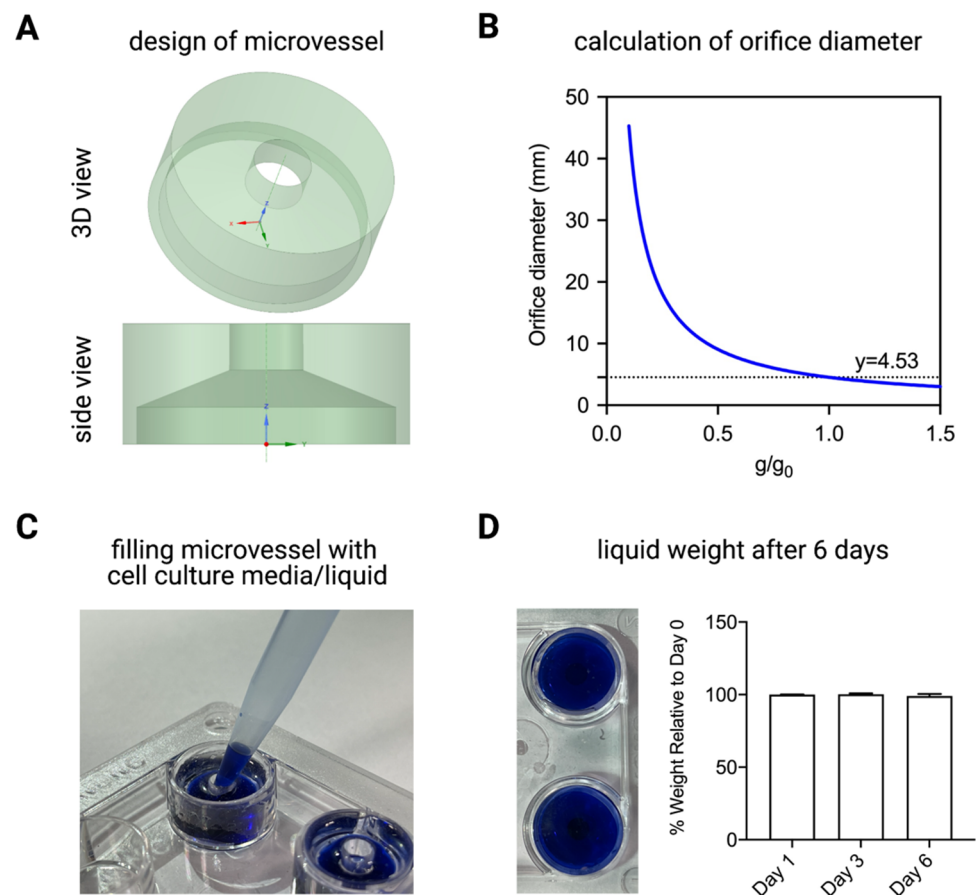 A
design of microvessel
3D view
side view
X
Z
Y
Z
Y
B
calculation of orifice diameter
Orifice diameter (mm)
50
40
30
20
10
0
y=4.53
0.0
0.5
1.0
1.5
g/g0
C
filling microvessel with
cell culture media/liquid
D
liquid weight after 6 days
% Weight Relative to Day 0
150
100
50
0
Day 1
Day 3
Day 6